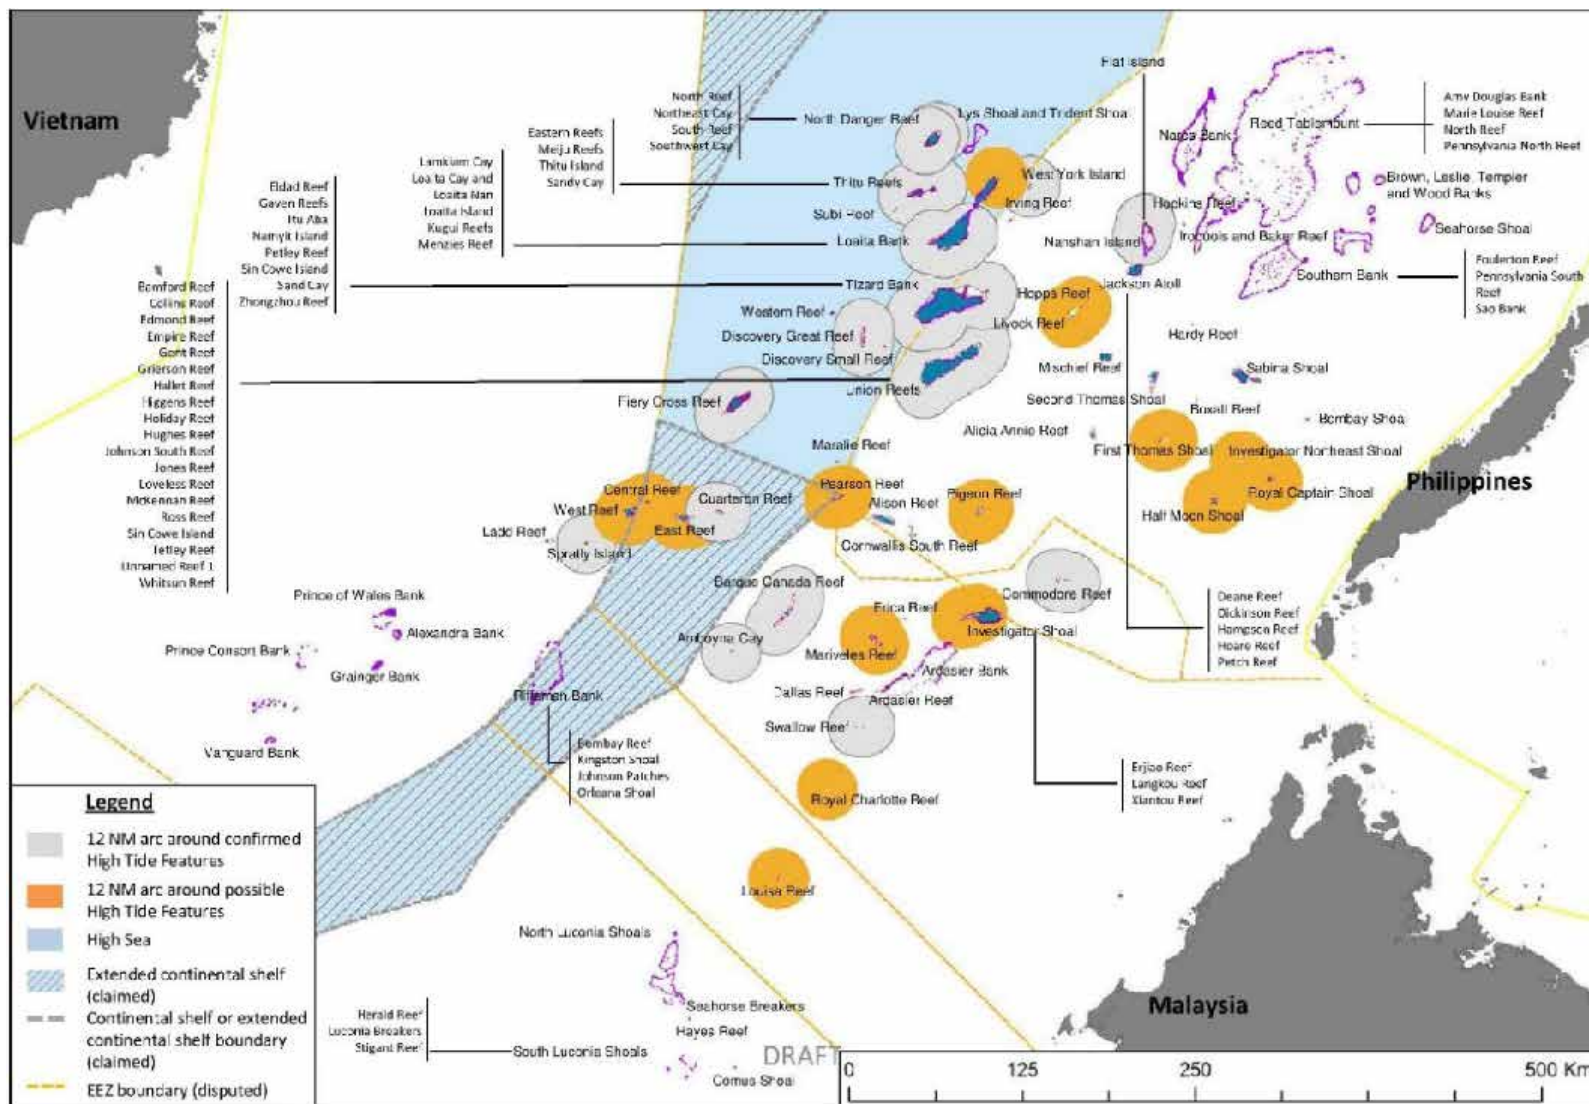 Vietnam
North Reef
Northeast Cay
South Reef
Southwest Cay
North Danger Reef
Lys Shoal and Trident Shoa
Flat Island
Nares Bank
Reed Tablemount
Amy Douglas Bank
Marie Louise Reef
North Reef
Pennsylvania North Reef
Eastern Reefs
Meiju Reefs
Thitu Island
Sandy Cay
Thitu Reefs
West York Island
Irving Reef
Subi Reef
Hopkins Reef
Brown, Leslie, Templer
and Wood Banks
Seahorse Shoal
Lamkiam Cay
Loaita Cay and
Loaita Nan
Loaita Island
Kugui Reefs
Menzies Reef
Loaita Bank
Nanshan Island
Iroquois and Baker Reef
Southern Bank
Foulerton Reef
Pennsylvania South
Reef
Sao Bank
Eldad Reef
Gaven Reefs
Itu Aba
Namyit Island
Petley Reef
Sin Cowe Island
Sand Cay
Zhongzhou Reef
Tizard Bank
Hopps Reef
Jackson Atoll
Livock Reef
Western Reef
Discovery Great Reef
Discovery Small Reef
Union Reefs
Hardy Reef
Mischief Reef
Sabina Shoal
Second Thomas Shoal
Boxall Reef
Bombay Shoa
Bamford Reef
Collins Reef
Edmond Reef
Empire Reef
Gent Reef
Grierson Reef
Hallet Reef
Higgens Reef
Holiday Reef
Hughes Reef
Johnson South Reef
Jones Reef
Loveless Reef
McKennan Reef
Ross Reef
Sin Cowe Island
Tetley Reef
Unnamed Reef 1
Whitsun Reef
Fiery Cross Reef
Alicia Annie Reef
Maralie Reef
First Thomas Shoal
Investigator Northeast Shoal
Philippines
Royal Captain Shoal
Half Moon Shoal
Central Reef
West Reef
Cuarteron Reef
East Reef
Pearson Reef
Alison Reef
Pigeon Reef
Cornwallis South Reef
Ladd Reef
Spratly Island
Barque Canada Reef
Commodore Reef
Erica Reef
Investigator Shoal
Amboyna Cay
Mariveles Reef
Ardasier Bank
Dallas Reef
Ardasier Reef
Swallow Reef
Deane Reef
Dickinson Reef
Hampson Reef
Hoare Reef
Petch Reef
Prince of Wales Bank
Alexandra Bank
Prince Consort Bank
Grainger Bank
Rifleman Bank
Vanguard Bank
Bombay Reef
Kingston Shoal
Johnson Patches
Orleana Shoal
Erjiao Reef
Langkou Reef
Xiantou Reef
Royal Charlotte Reef
Louisa Reef
North Luconia Shoals
Seahorse Breakers
Hayes Reef
Herald Reef
Luconia Breakers
Stigant Reef
South Luconia Shoals
Comus Shoal
Malaysia
Legend
12 NM arc around confirmed
High Tide Features
12 NM arc around possible
High Tide Features
High Sea
Extended continental shelf
(claimed)
Continental shelf or extended
continental shelf boundary
(claimed)
EEZ boundary (disputed)
DRAFT
0 125 250 500 Km